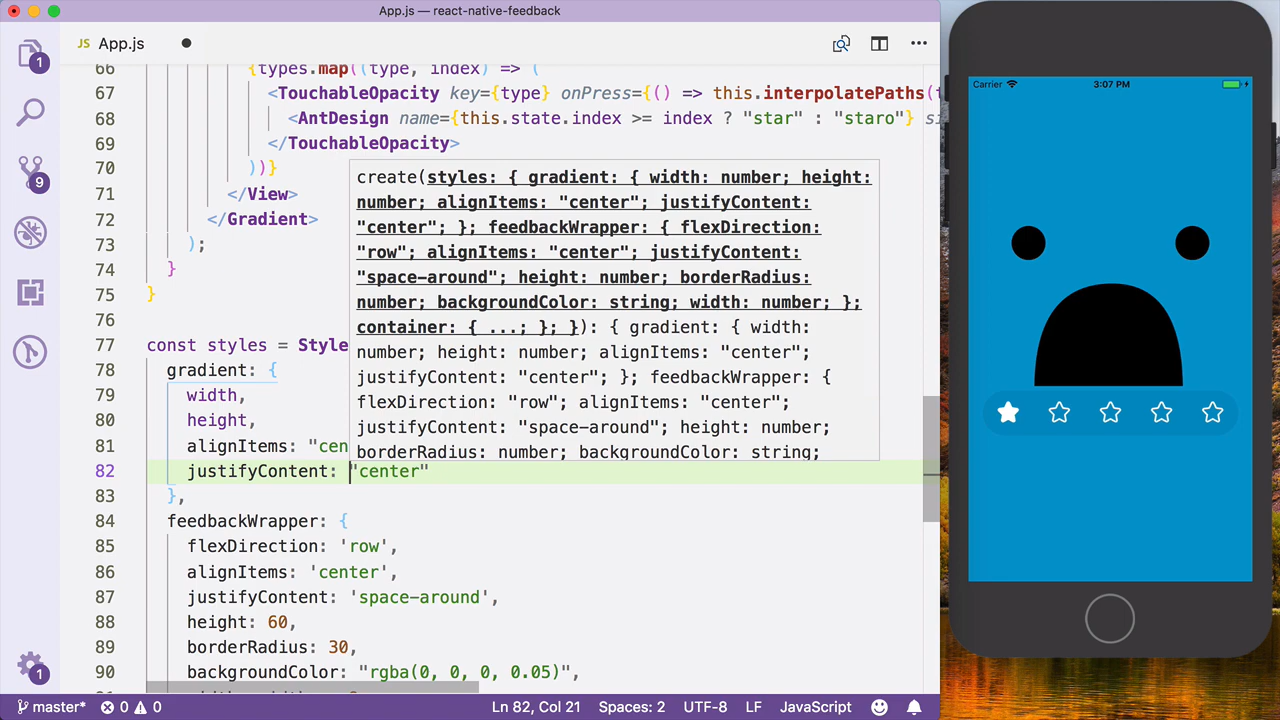 App.js — react-native-feedback
1
JS App.js
66 {types.map((type, index) => (
67 <TouchableOpacity key={type} onPress={() => this.interpolatePaths(
68 <AntDesign name={this.state.index >= index ? "star" : "staro"} si
69 </TouchableOpacity>
70 ))}
71 </View>
72 </Gradient>
73 );
74 }
75 }
76
create(styles: { gradient: { width: number; height:
number; alignItems: "center"; justifyContent:
"center"; }; feedbackWrapper: { flexDirection:
"row"; alignItems: "center"; justifyContent:
"space-around"; height: number; borderRadius:
number; backgroundColor: string; width: number; };
container: { ...; }; }): { gradient: { width:
number; height: number; alignItems: "center";
justifyContent: "center"; }; feedbackWrapper: {
flexDirection: "row"; alignItems: "center";
justifyContent: "space-around"; height: number;
borderRadius: number; backgroundColor: string;
77 const styles = Style
78 gradient: {
79 width,
80 height,
81 alignItems: "cen
82 justifyContent: "center"
83 },
84 feedbackWrapper: {
85 flexDirection: 'row',
86 alignItems: 'center',
87 justifyContent: 'space-around',
88 height: 60,
89 borderRadius: 30,
90 backgroundColor: "rgba(0, 0, 0, 0.05)",
9
1
master* 0 0 Ln 82, Col 21 Spaces: 2 UTF-8 LF JavaScript
Carrier 3:07 PM